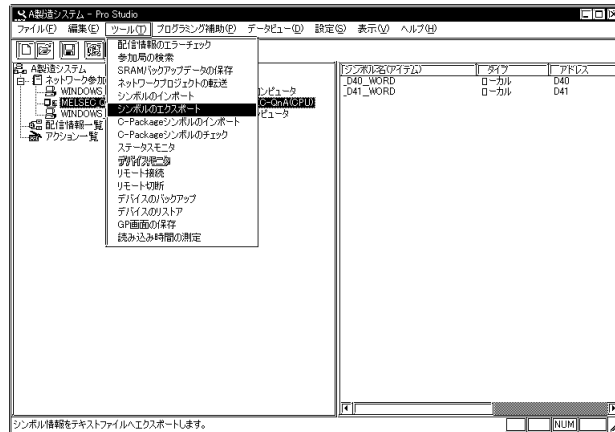 A製造システム - Pro Studio
ファイル(F) 編集(E) ツール(T) プログラミング補助(P) データビュー(D) 設定(S) 表示(V) ヘルプ(H)
配信情報のエラーチェック
参加局の検索
SRAMバックアップデータの保存
ネットワークプロジェクトの転送
シンボルのインポート
シンボルのエクスポート
C-Packageシンボルのインポート
C-Packageシンボルのチェック
ステータスモニタ
デバイスモニタ
リモート接続
リモート切断
デバイスのバックアップ
デバイスのリストア
GP画面の保存
読み込み時間の測定
A製造システム
ネットワーク参加
WINDOWS_ コンピュータ
MELSEC C-QnA(CPU)
WINDOWS_ ピュータ
配信情報一覧
アクション一覧
シンボル名(アイテム) タイプ アドレス
_D40_WORD ローカル D40
_D41_WORD ローカル D41
シンボル情報をテキストファイルへエクスポートします。
NUM